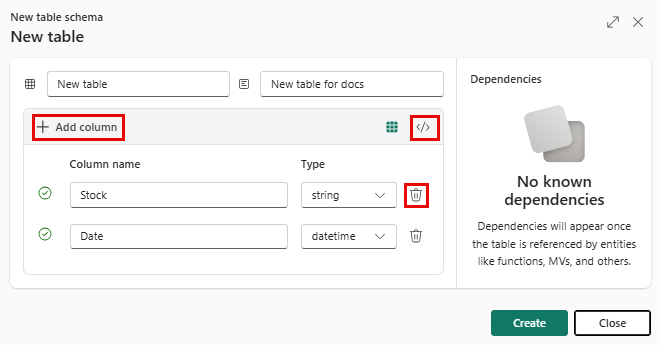 New table schema
New table
New table
New table for docs
Add column
</>
Column name Type
Stock string
Date datetime
Dependencies
No known
dependencies
Dependencies will appear once
the table is referenced by entities
like functions, MVs, and others.
Create Close